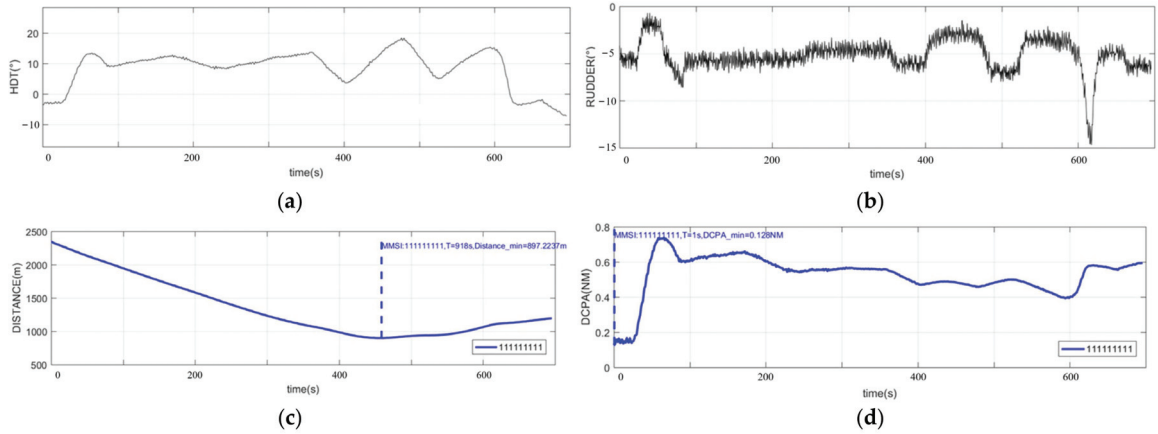 20
10
0
−10
HDT(°)
0
200
400
600
time(s)
(a)
0
−5
−10
−15
RUDDER(°)
0
200
400
600
time(s)
(b)
2500
2000
1500
1000
500
DISTANCE(m)
MMSI:111111111,T=918s,Distance_min=897.2237m
111111111
0
200
400
600
time(s)
(c)
0.8
0.6
0.4
0.2
0
DCPA(NM)
MMSI:111111111,T=1s,DCPA_min=0.128NM
111111111
0
200
400
600
time(s)
(d)